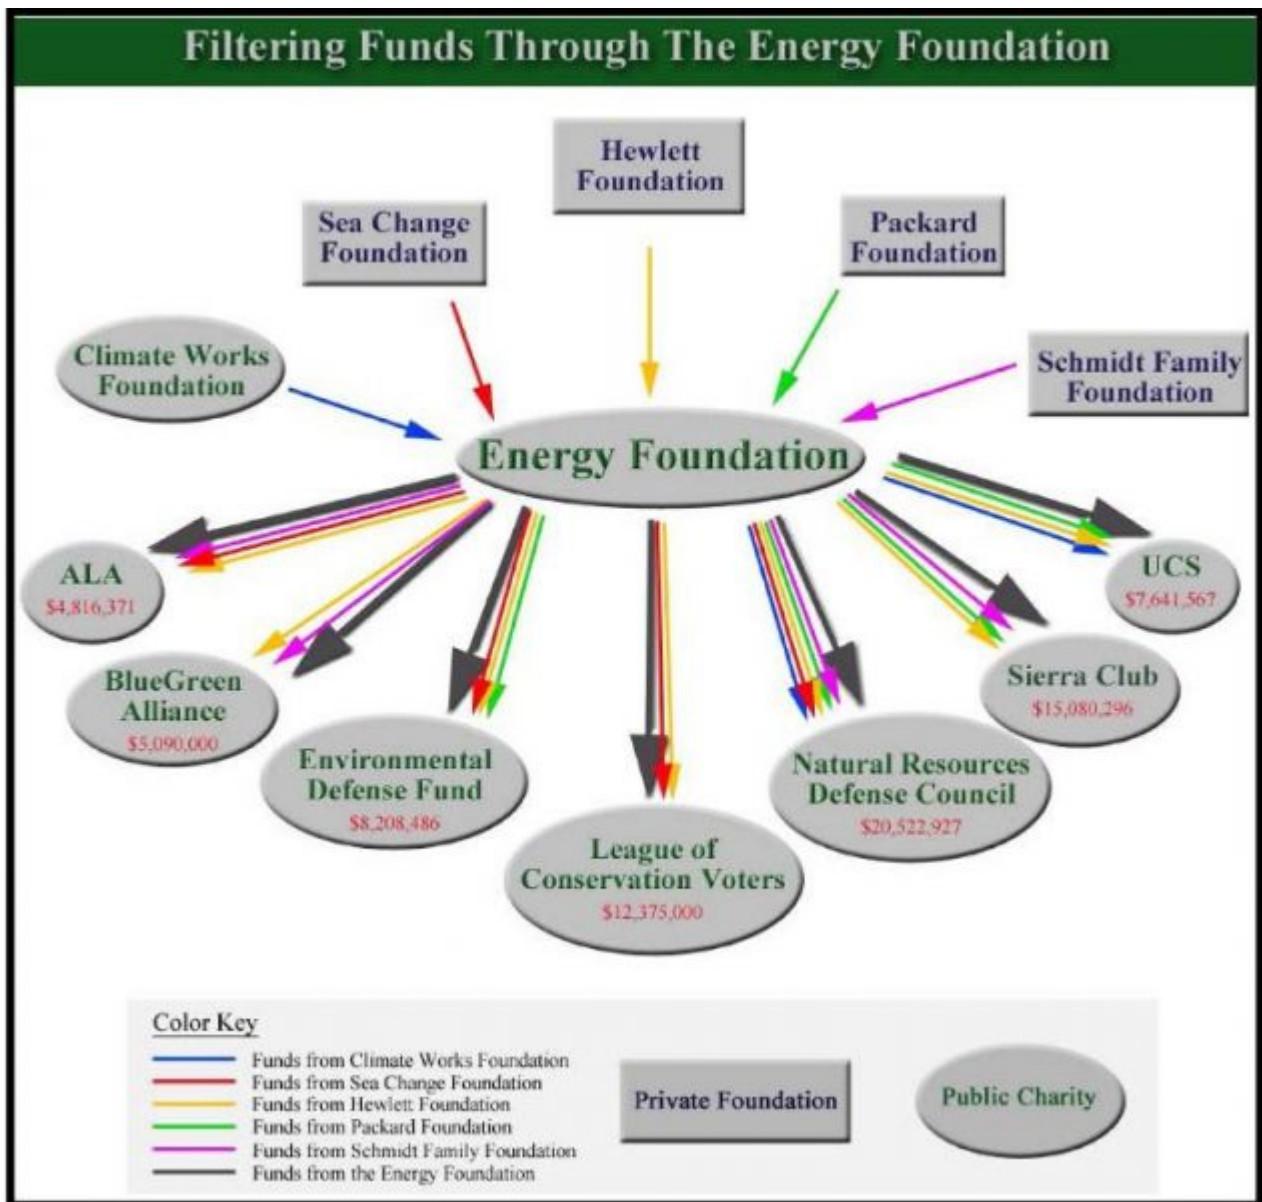 Filtering Funds Through The Energy Foundation
Hewlett
Foundation
Sea Change
Foundation
Packard
Foundation
Climate Works
Foundation
Schmidt Family
Foundation
Energy Foundation
ALA
$4,816,371
UCS
$7,641,567
BlueGreen
Alliance
$5,090,000
Sierra Club
$15,080,296
Environmental
Defense Fund
$8,208,486
Natural Resources
Defense Council
$20,522,927
League of
Conservation Voters
$12,375,000
Color Key
Funds from Climate Works Foundation
Funds from Sea Change Foundation
Funds from Hewlett Foundation
Funds from Packard Foundation
Funds from Schmidt Family Foundation
Funds from the Energy Foundation
Private Foundation
Public Charity